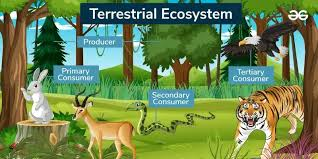 Terrestrial Ecosystem
Producer
Primary
Consumer
Secondary
Consumer
Tertiary
Consumer